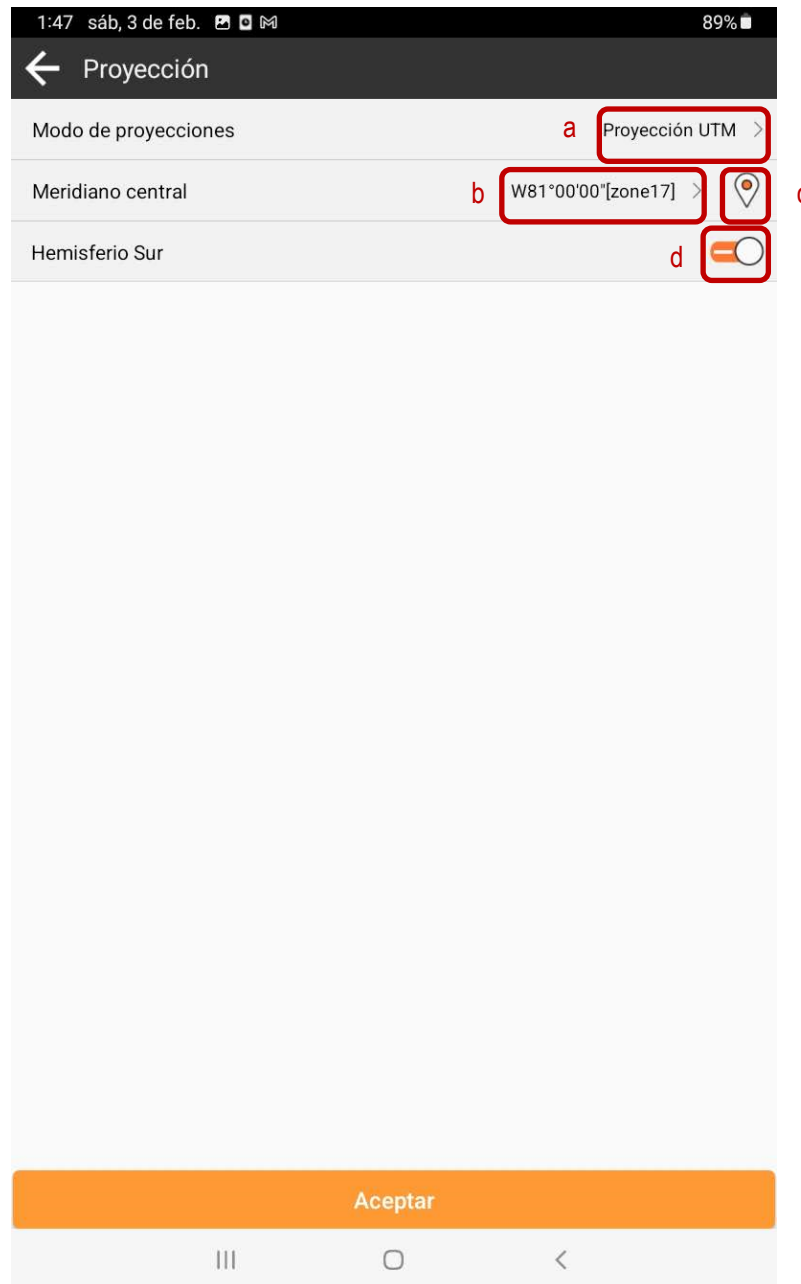 1:47 sáb, 3 de feb. 89%
Proyección
Modo de proyecciones a Proyección UTM >
Meridiano central b W81°00'00"[zone17] >
Hemisferio Sur d
Aceptar